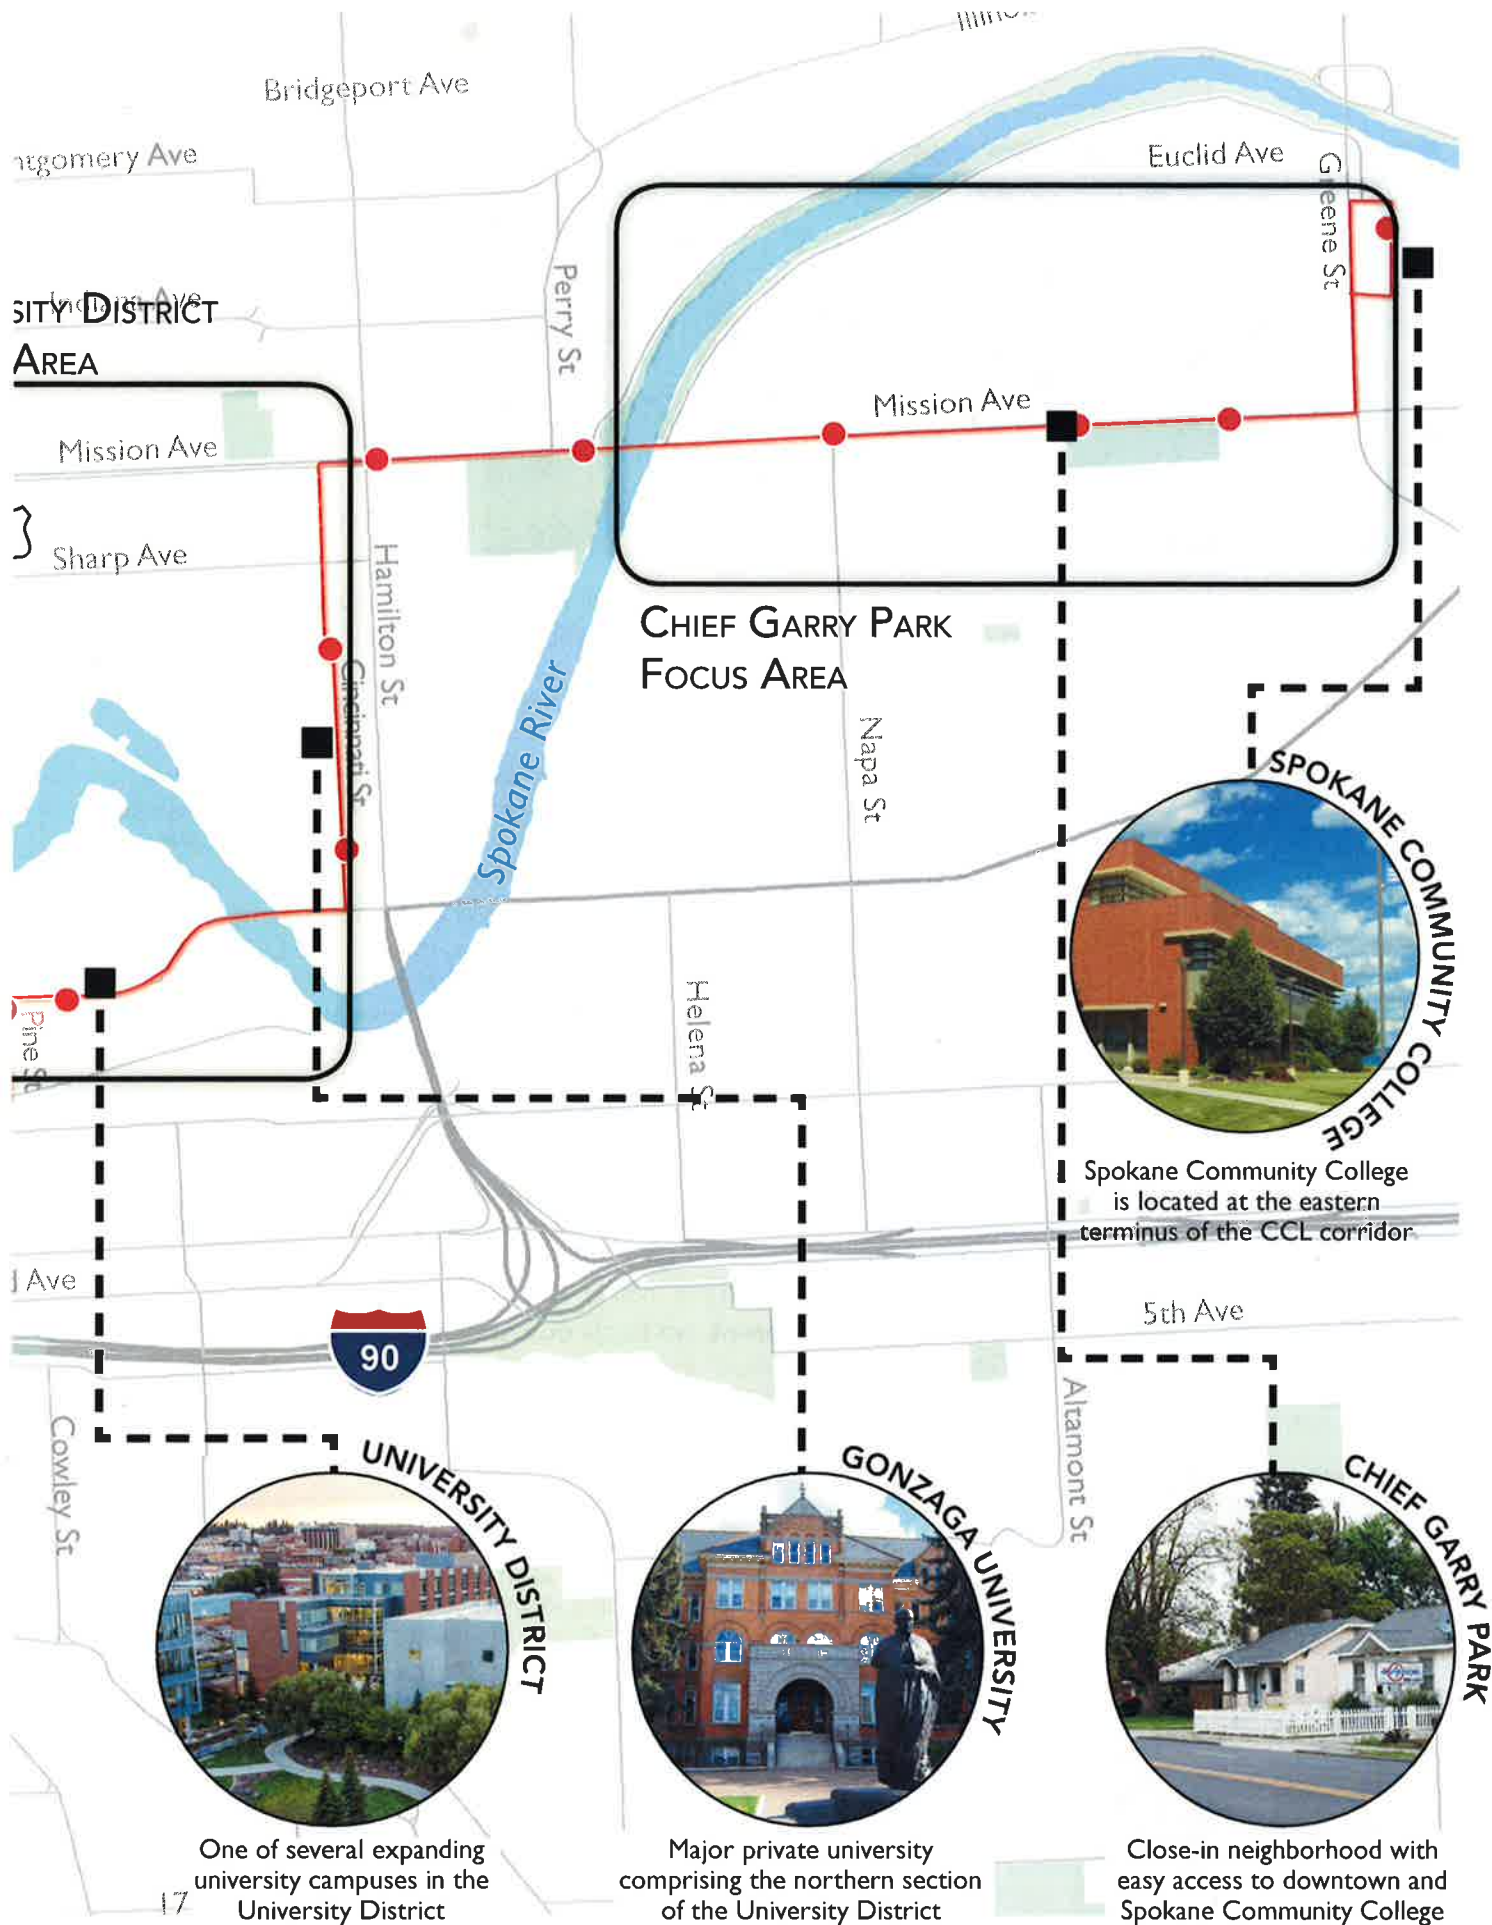 Bridgeport Ave
ntgomery Ave
Euclid Ave
Greene St
Perry St
Indiana Ave
SITY DISTRICT
AREA
Mission Ave
Mission Ave
Sharp Ave
Hamilton St
Cincinnati St
CHIEF GARRY PARK
FOCUS AREA
Spokane River
Napa St
SPOKANE COMMUNITY COLLEGE
Helena St
Pine St
Spokane Community College
is located at the eastern
terminus of the CCL corridor
Ave
5th Ave
90
Altamont St
Cowley St
UNIVERSITY DISTRICT
GONZAGA UNIVERSITY
CHIEF GARRY PARK
One of several expanding
university campuses in the
University District
Major private university
comprising the northern section
of the University District
Close-in neighborhood with
easy access to downtown and
Spokane Community College
17